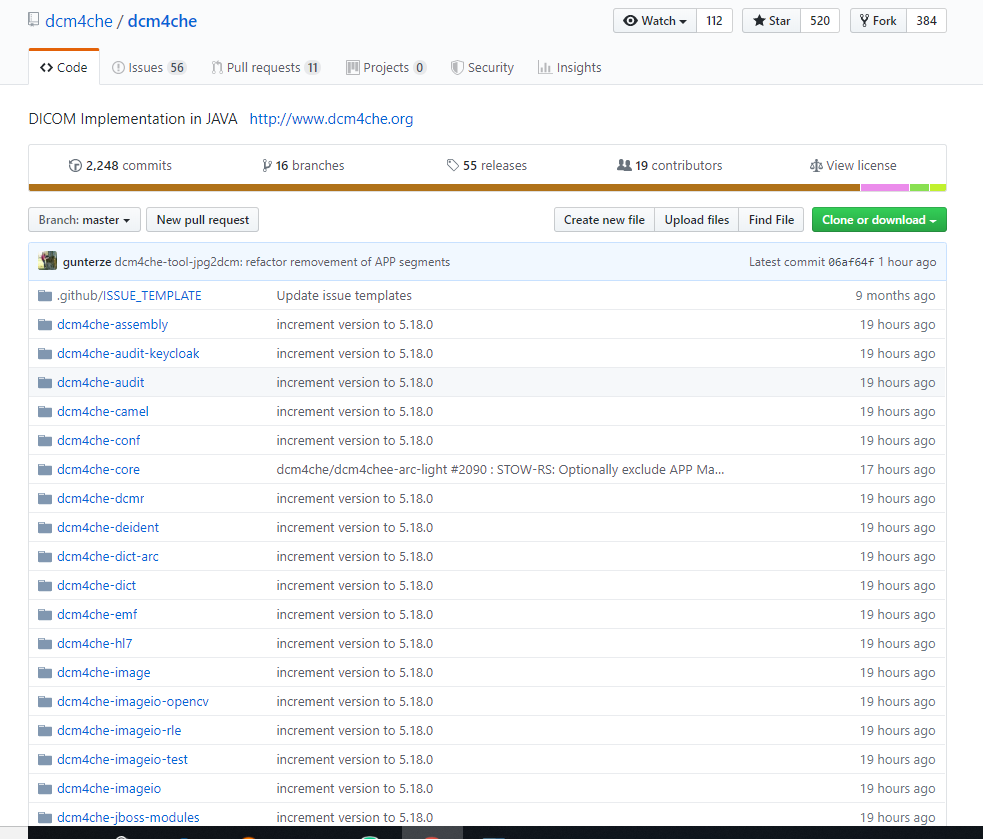 dcm4che / dcm4che Watch 112 Star 520 Fork 384
Code Issues 56 Pull requests 11 Projects 0 Security Insights
DICOM Implementation in JAVA http://www.dcm4che.org
2,248 commits 16 branches 55 releases 19 contributors View license
Branch: master New pull request Create new file Upload files Find File Clone or download
gunterze dcm4che-tool-jpg2dcm: refactor removement of APP segments Latest commit 06af64f 1 hour ago
.github/ISSUE_TEMPLATE Update issue templates 9 months ago
dcm4che-assembly increment version to 5.18.0 19 hours ago
dcm4che-audit-keycloak increment version to 5.18.0 19 hours ago
dcm4che-audit increment version to 5.18.0 19 hours ago
dcm4che-camel increment version to 5.18.0 19 hours ago
dcm4che-conf increment version to 5.18.0 19 hours ago
dcm4che-core dcm4che/dcm4chee-arc-light #2090 : STOW-RS: Optionally exclude APP Ma... 17 hours ago
dcm4che-dcmr increment version to 5.18.0 19 hours ago
dcm4che-deident increment version to 5.18.0 19 hours ago
dcm4che-dict-arc increment version to 5.18.0 19 hours ago
dcm4che-dict increment version to 5.18.0 19 hours ago
dcm4che-emf increment version to 5.18.0 19 hours ago
dcm4che-hl7 increment version to 5.18.0 19 hours ago
dcm4che-image increment version to 5.18.0 19 hours ago
dcm4che-imageio-opencv increment version to 5.18.0 19 hours ago
dcm4che-imageio-rle increment version to 5.18.0 19 hours ago
dcm4che-imageio-test increment version to 5.18.0 19 hours ago
dcm4che-imageio increment version to 5.18.0 19 hours ago
dcm4che-jboss-modules increment version to 5.18.0 19 hours ago